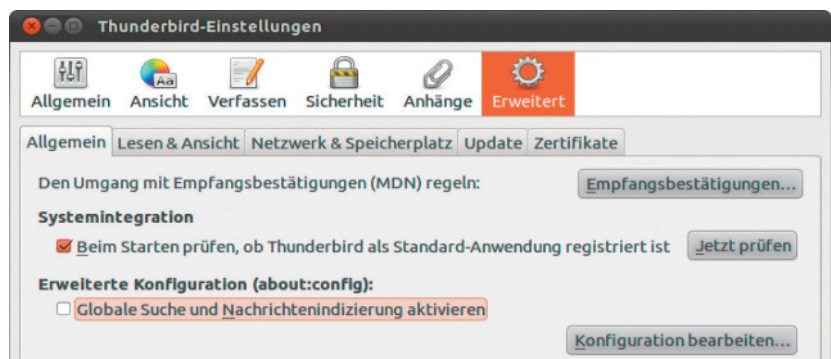 Thunderbird-Einstellungen
Allgemein Ansicht Verfassen Sicherheit Anhänge Erweitert
Allgemein Lesen & Ansicht Netzwerk & Speicherplatz Update Zertifikate
Den Umgang mit Empfangsbestätigungen (MDN) regeln: Empfangsbestätigungen...
Systemintegration
Beim Starten prüfen, ob Thunderbird als Standard-Anwendung registriert ist Jetzt prüfen
Erweiterte Konfiguration (about:config):
Globale Suche und Nachrichtenindizierung aktivieren
Konfiguration bearbeiten...